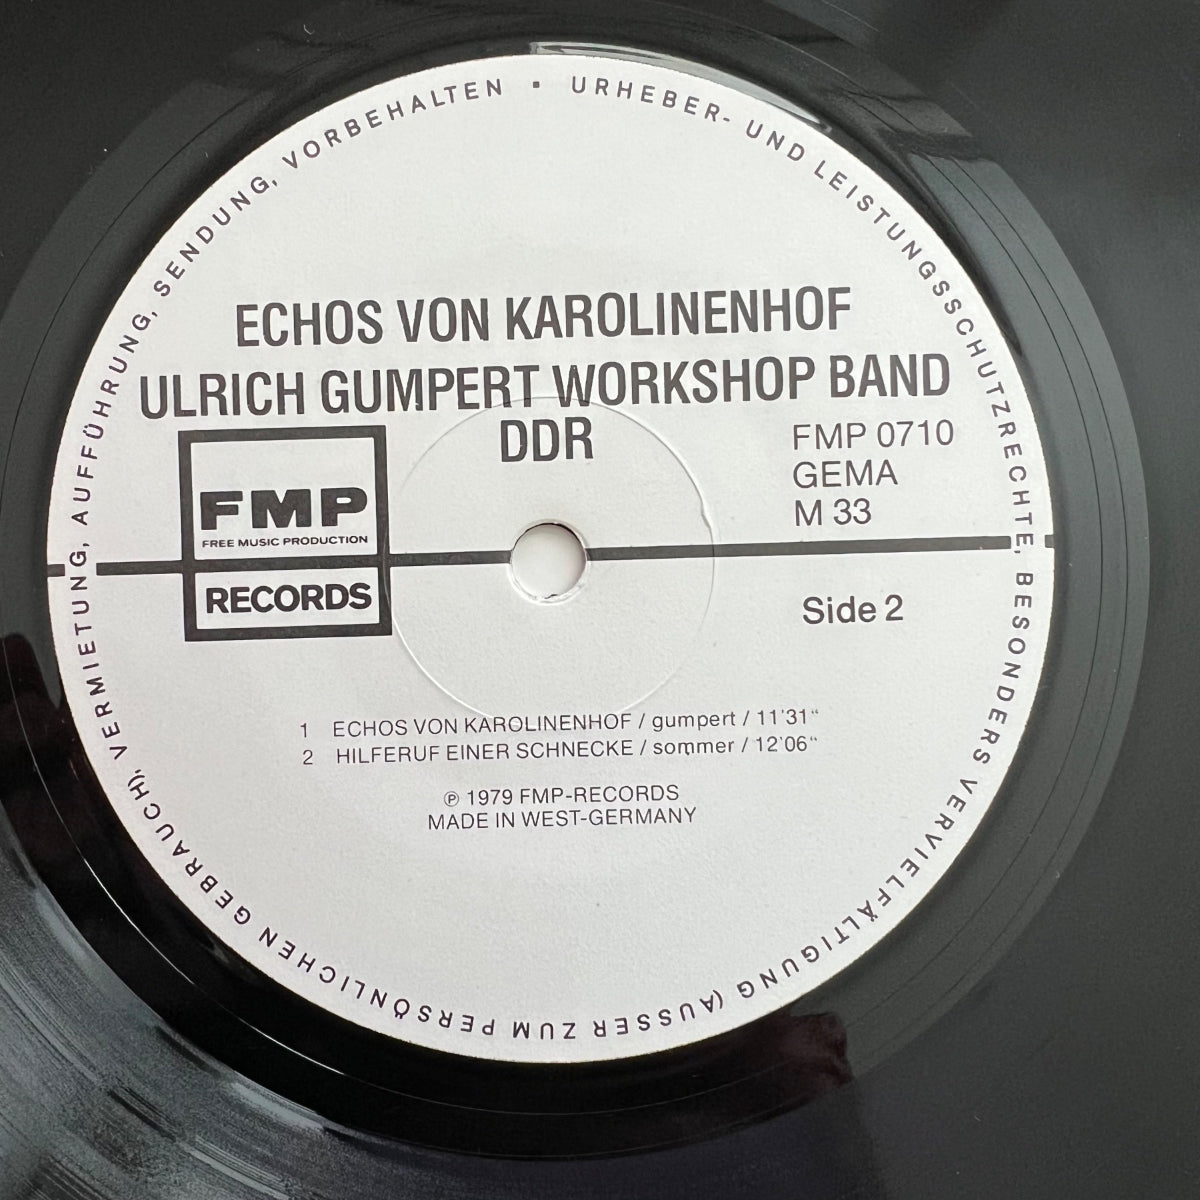 URHEBER- UND LEISTUNGSSCHUTZRECHTE, BESONDERS VERVIELFÄLTIGUNG (AUSSER ZUM PERSÖNLICHEN GEBRAUCH), VERMIETUNG, AUFFÜHRUNG, SENDUNG, VORBEHALTEN ·
ECHOS VON KAROLINENHOF
ULRICH GUMPERT WORKSHOP BAND
DDR
FMP 0710
GEMA
M 33
FMP
FREE MUSIC PRODUCTION
RECORDS
Side 2
1 ECHOS VON KAROLINENHOF / gumpert / 11'31“
2 HILFERUF EINER SCHNECKE / sommer / 12'06“
℗ 1979 FMP-RECORDS
MADE IN WEST-GERMANY